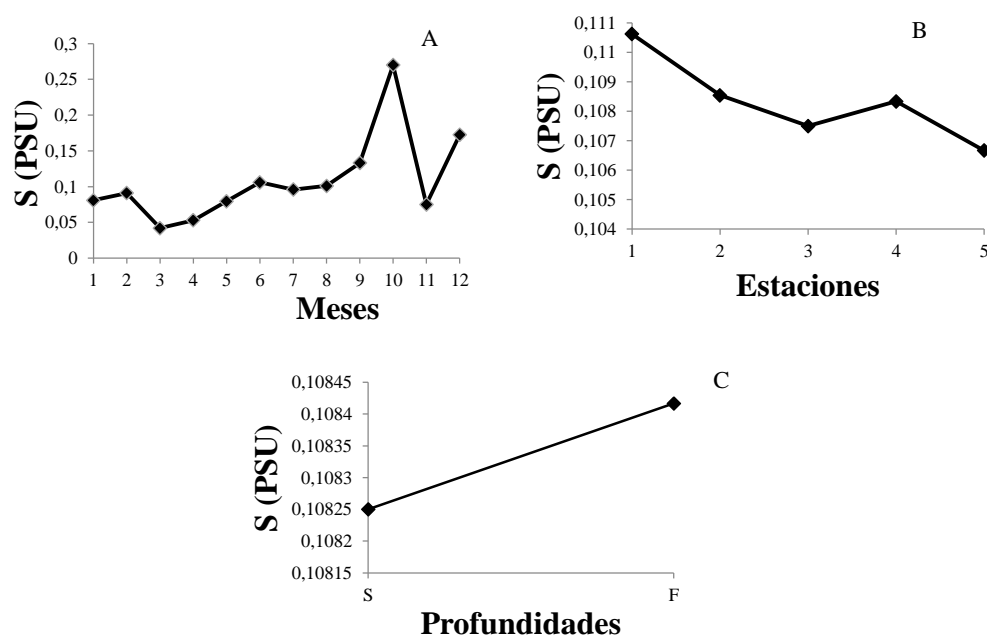 A
0,3
0,25
0,2
0,15
0,1
0,05
0
S (PSU)
1 2 3 4 5 6 7 8 9 10 11 12
Meses
B
0,111
0,11
0,109
0,108
0,107
0,106
0,105
0,104
S (PSU)
1 2 3 4 5
Estaciones
C
0,10845
0,1084
0,10835
0,1083
0,10825
0,1082
0,10815
S (PSU)
S F
Profundidades